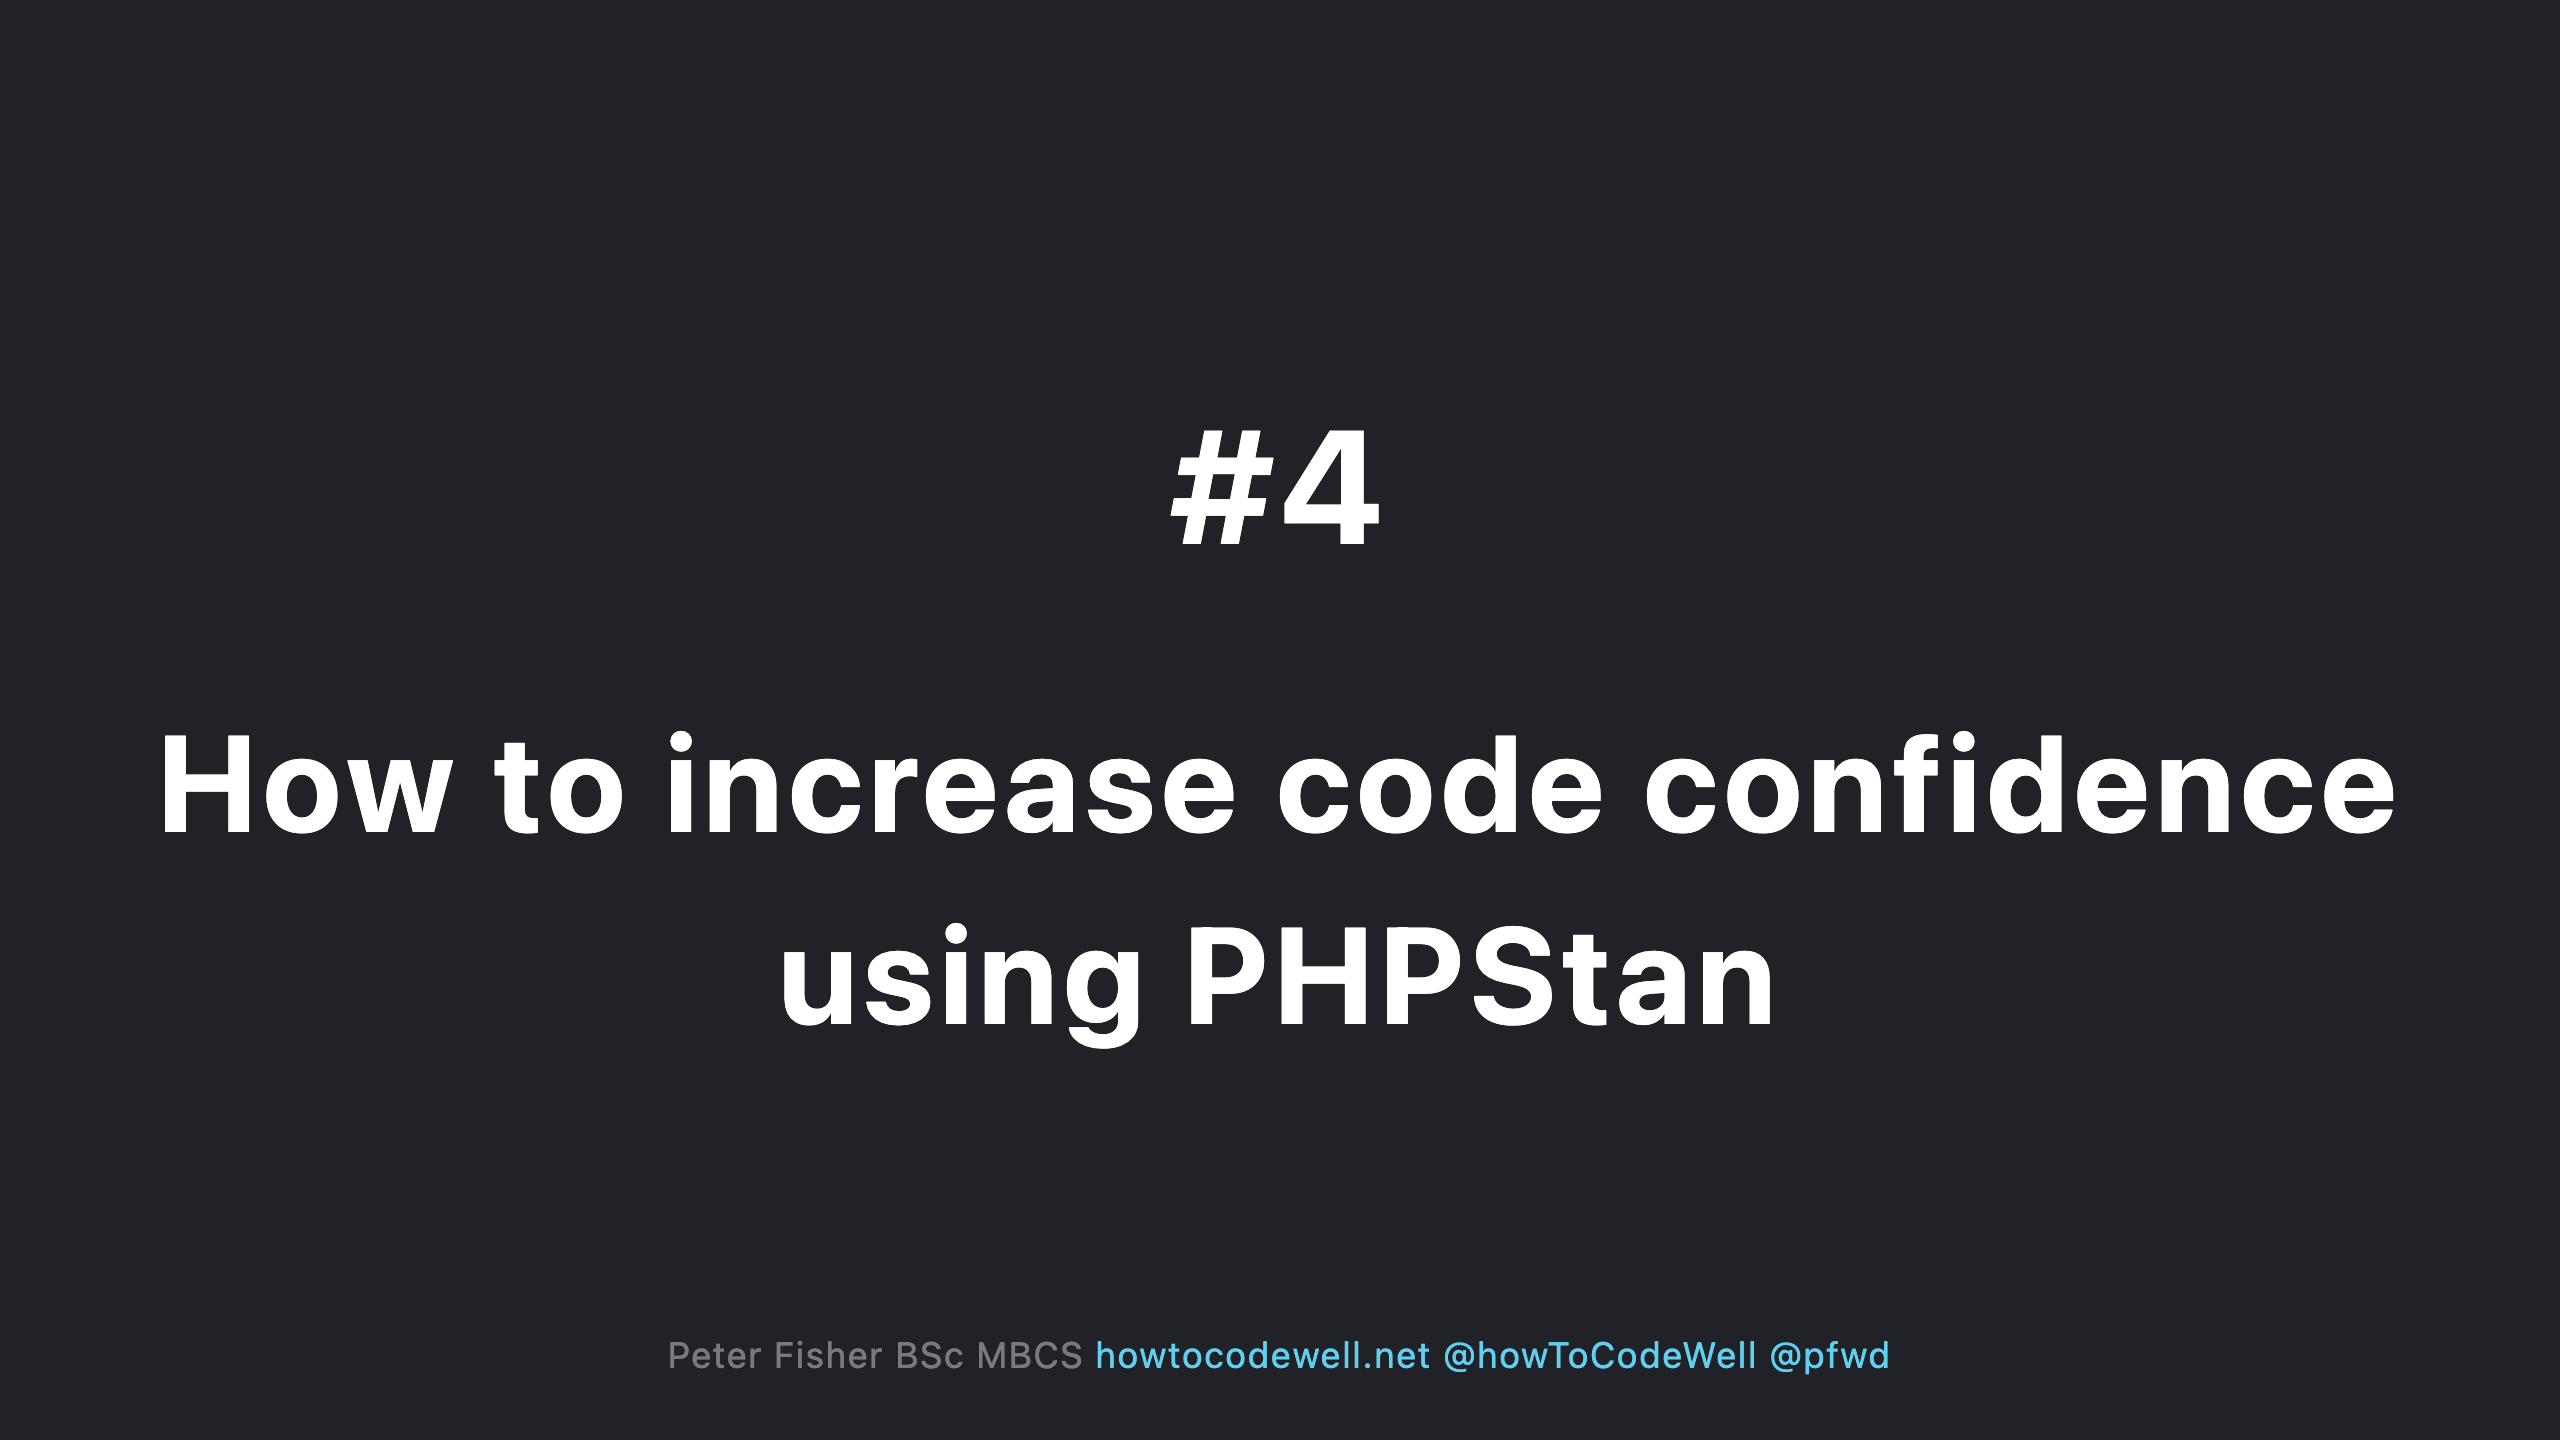 #4
How to increase code confidence
using PHPStan
Peter Fisher BSc MBCS howtocodewell.net @howToCodeWell @pfwd